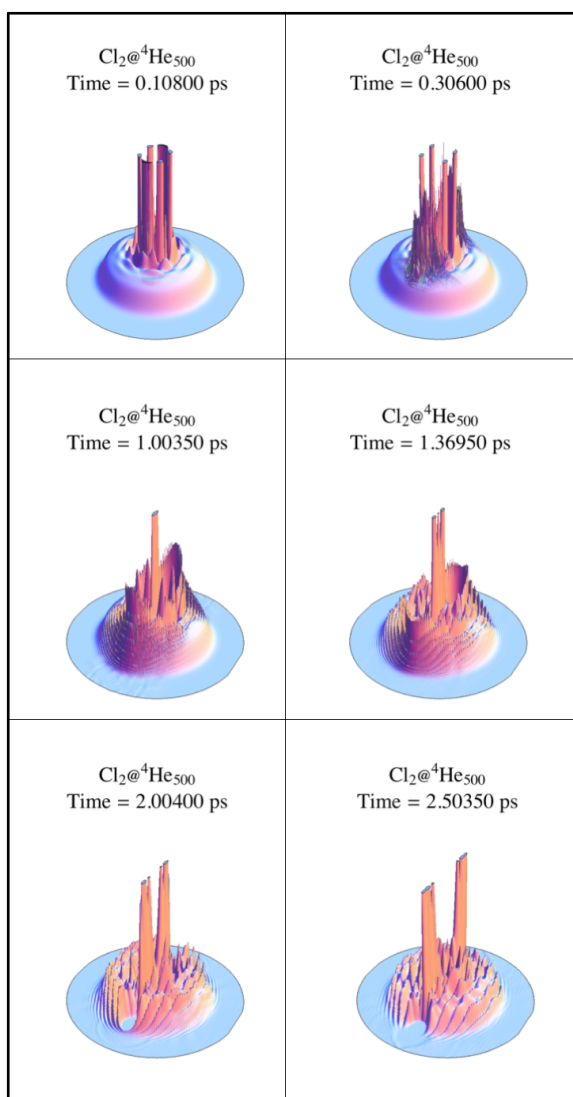 Cl₂@⁴He₅₀₀
Time = 0.10800 ps
Cl₂@⁴He₅₀₀
Time = 0.30600 ps
Cl₂@⁴He₅₀₀
Time = 1.00350 ps
Cl₂@⁴He₅₀₀
Time = 1.36950 ps
Cl₂@⁴He₅₀₀
Time = 2.00400 ps
Cl₂@⁴He₅₀₀
Time = 2.50350 ps